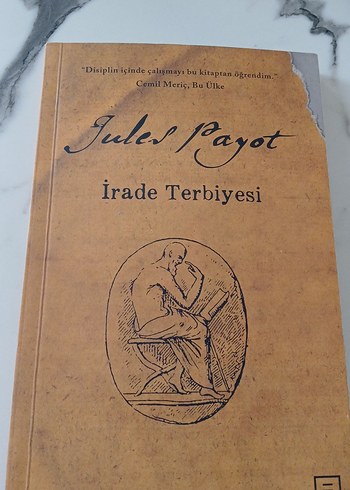 "Disiplin içinde çalışmayı bu kitaptan öğrendim."
Cemil Meriç, Bu Ülke
Jules Payot
İrade Terbiyesi